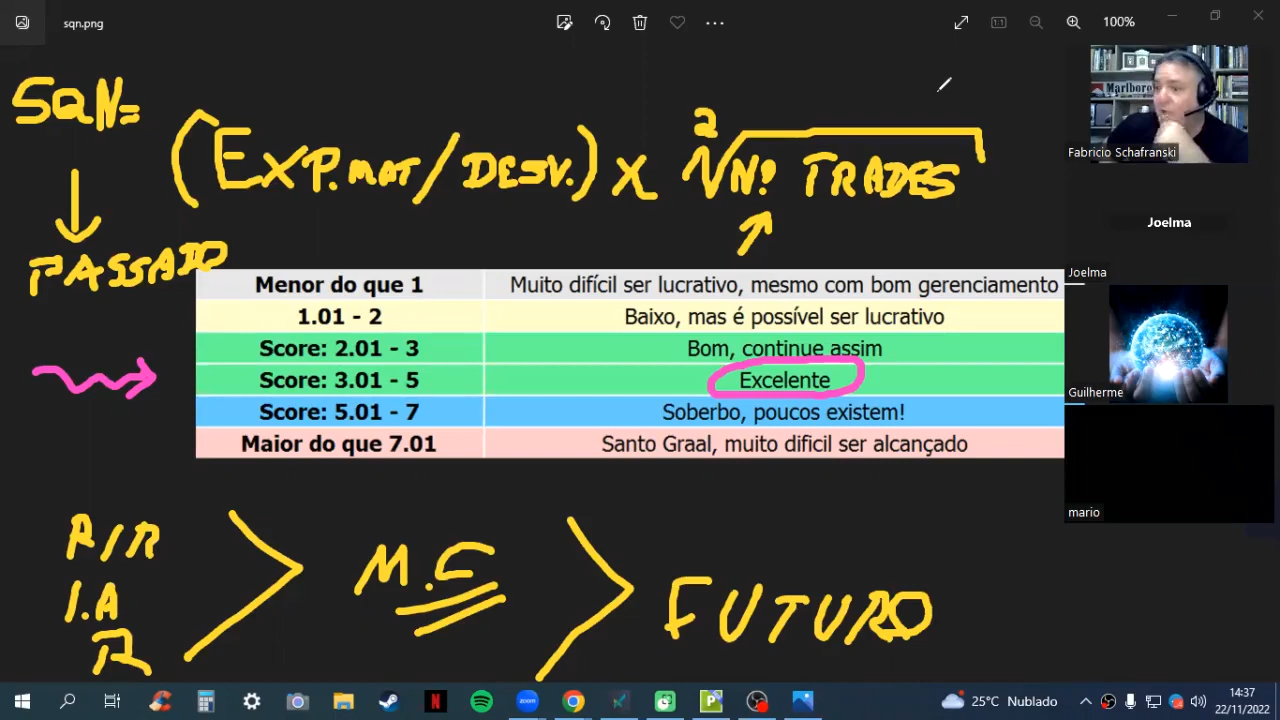 sqn.png
100%
SQN=
(EXP.MAT/DESV.) X 2√Nº TRADES
PASSADO
Marlboro
Fabricio Schafranski
Joelma
Joelma
Guilherme
mario
Menor do que 1 Muito difícil ser lucrativo, mesmo com bom gerenciamento
1.01 - 2 Baixo, mas é possível ser lucrativo
Score: 2.01 - 3 Bom, continue assim
Score: 3.01 - 5 Excelente
Score: 5.01 - 7 Soberbo, poucos existem!
Maior do que 7.01 Santo Graal, muito dificil ser alcançado
R/R
I.A
R
M.C
FUTURO
zoom
25°C Nublado
14:37
22/11/2022